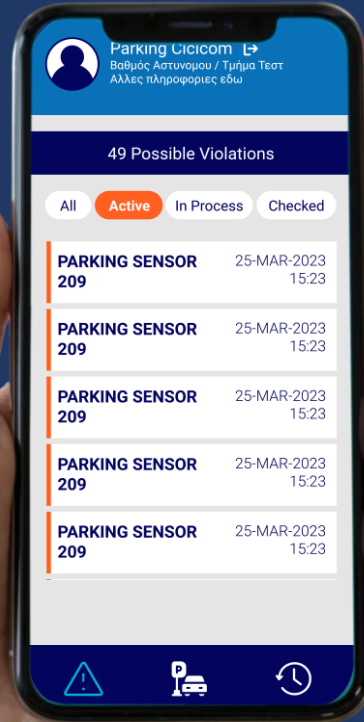 Parking Cicicom
Βαθμός Αστυνομου / Τμήμα Τεστ
Αλλες πληροφοριες εδω
49 Possible Violations
All Active In Process Checked
PARKING SENSOR 25-MAR-2023
209 15:23
PARKING SENSOR 25-MAR-2023
209 15:23
PARKING SENSOR 25-MAR-2023
209 15:23
PARKING SENSOR 25-MAR-2023
209 15:23
PARKING SENSOR 25-MAR-2023
209 15:23
P